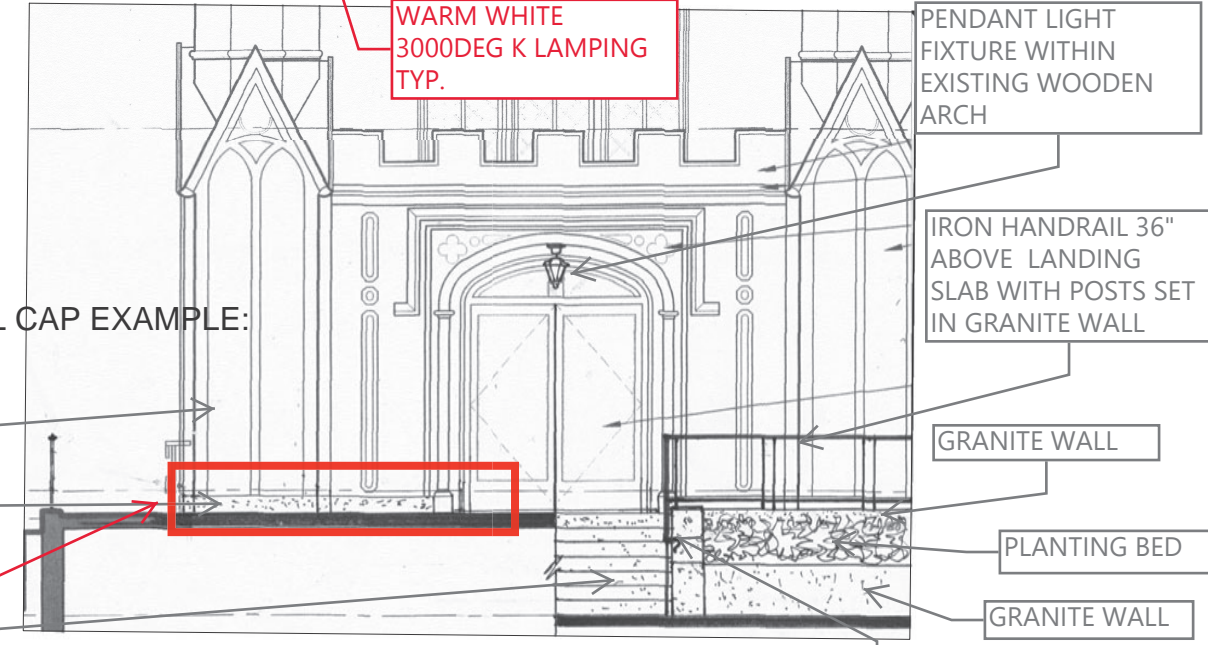 WARM WHITE
3000DEG K LAMPING
TYP.
PENDANT LIGHT
FIXTURE WITHIN
EXISTING WOODEN
ARCH
IRON HANDRAIL 36"
ABOVE LANDING
SLAB WITH POSTS SET
IN GRANITE WALL
CAP EXAMPLE:
GRANITE WALL
PLANTING BED
GRANITE WALL